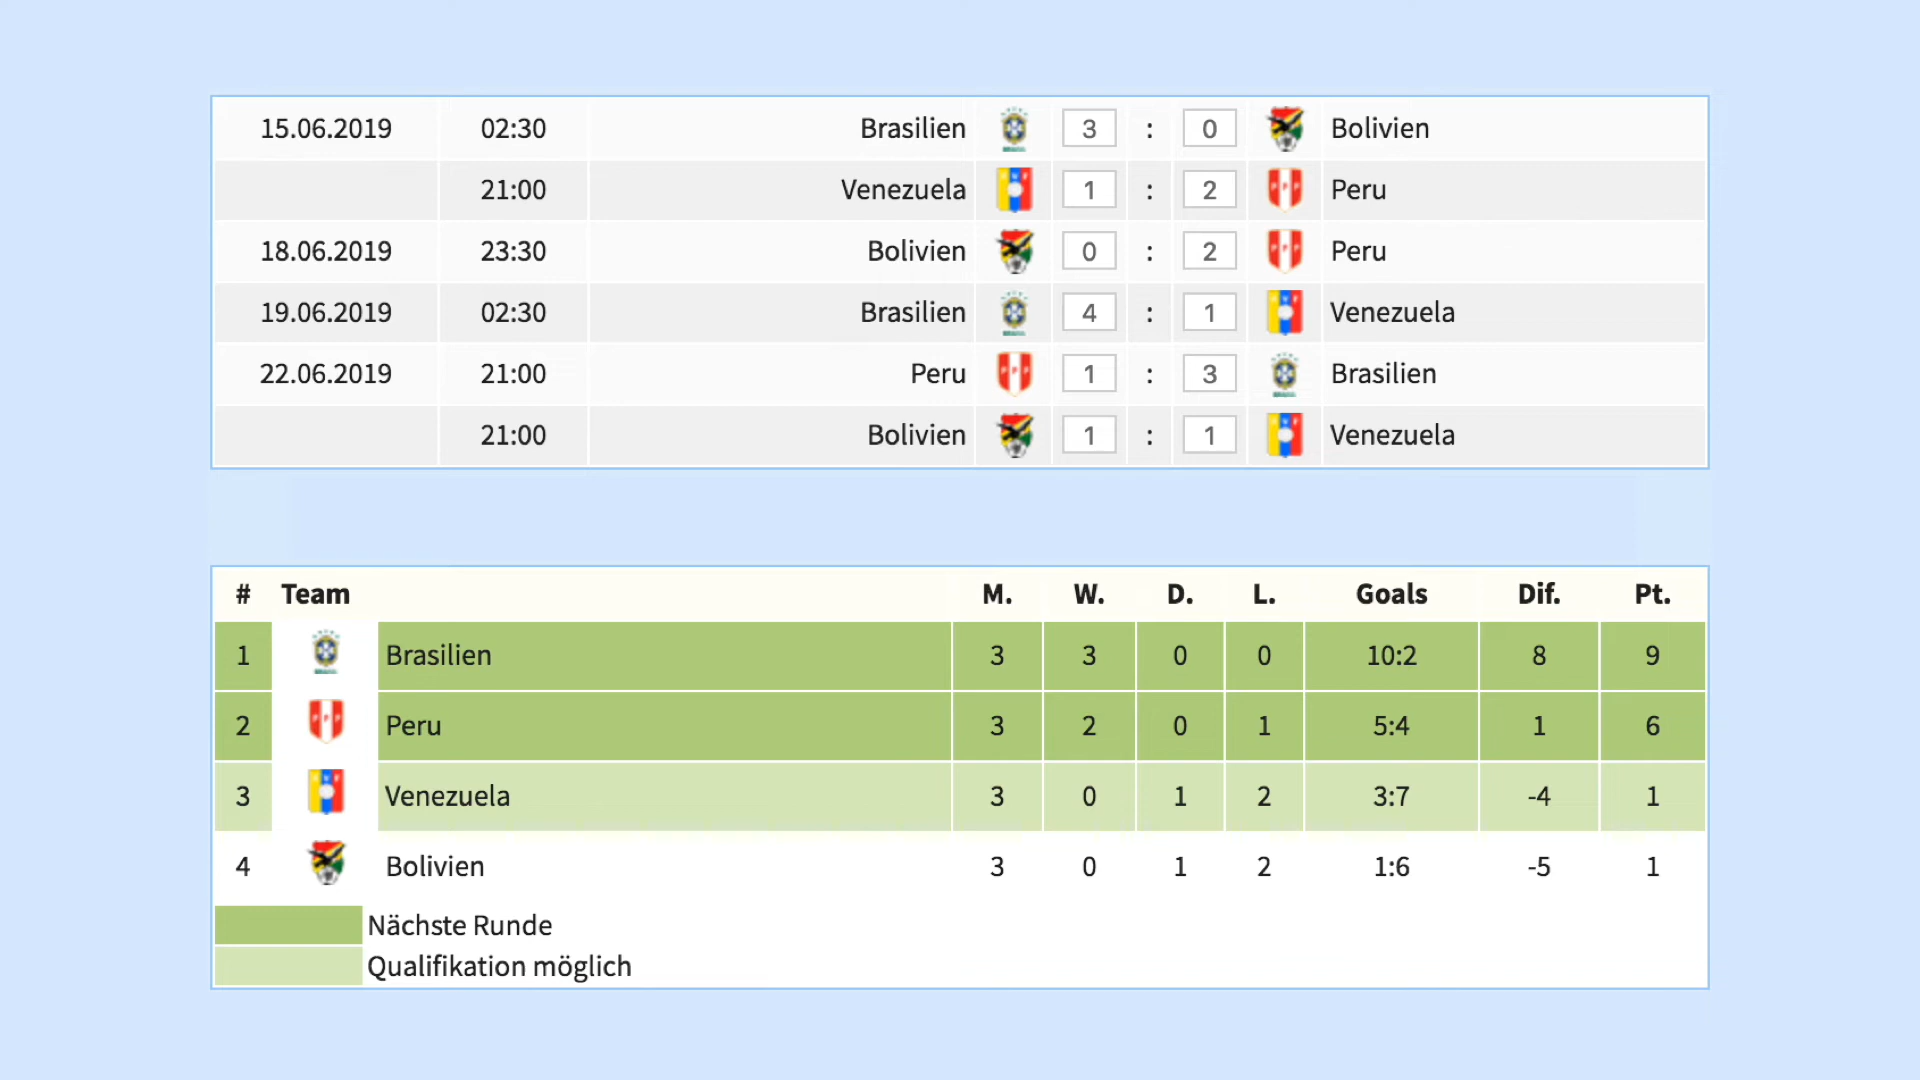 15.06.2019 02:30 Brasilien 3 : 0 Bolivien
21:00 Venezuela 1 : 2 Peru
18.06.2019 23:30 Bolivien 0 : 2 Peru
19.06.2019 02:30 Brasilien 4 : 1 Venezuela
22.06.2019 21:00 Peru 1 : 3 Brasilien
21:00 Bolivien 1 : 1 Venezuela
# Team M. W. D. L. Goals Dif. Pt.
1 Brasilien 3 3 0 0 10:2 8 9
2 Peru 3 2 0 1 5:4 1 6
3 Venezuela 3 0 1 2 3:7 -4 1
4 Bolivien 3 0 1 2 1:6 -5 1
Nächste Runde
Qualifikation möglich